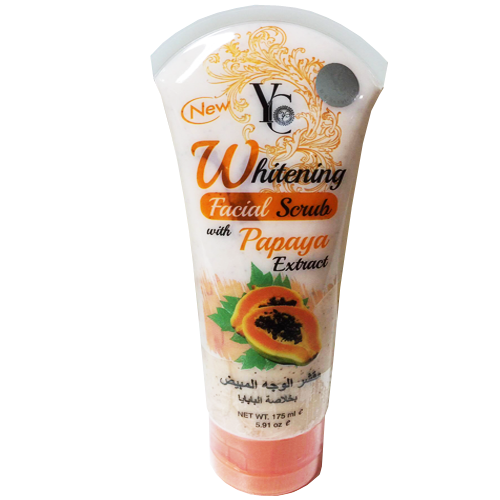 New
YC
Whitening
Facial Scrub
with Papaya
Extract
مقشر الوجه المبيض
بخلاصة الببايا
NET WT. 175 ml ℮
5.91 oz ℮